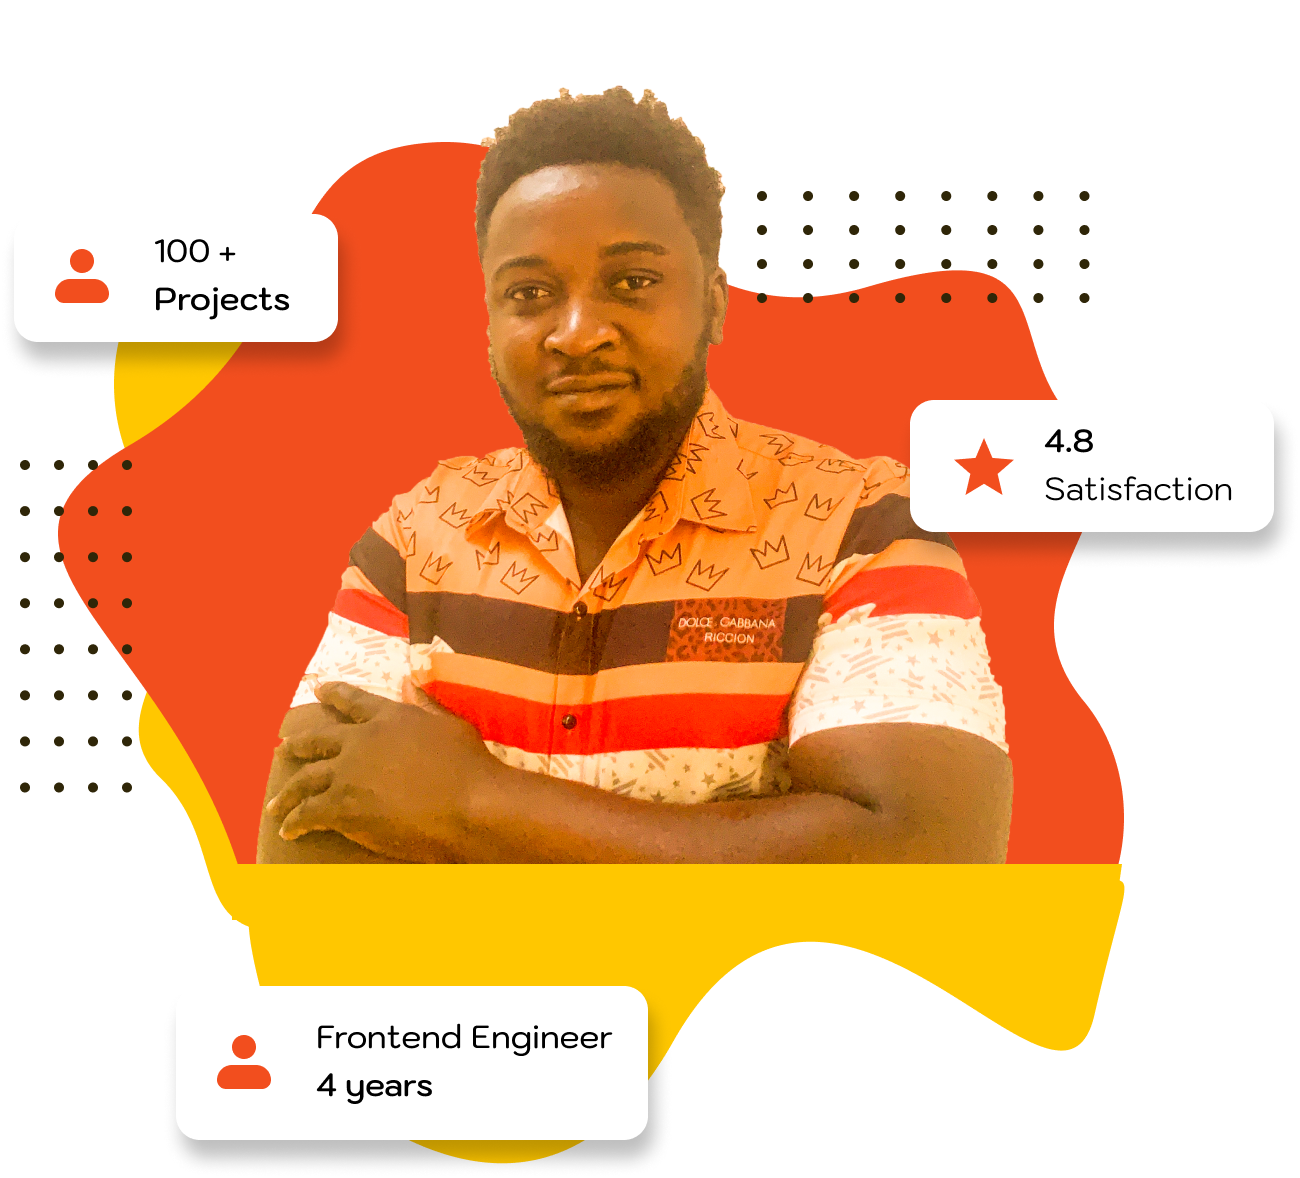 100 +
Projects
4.8
Satisfaction
DOLCE GABBANA
RICCION
Frontend Engineer
4 years